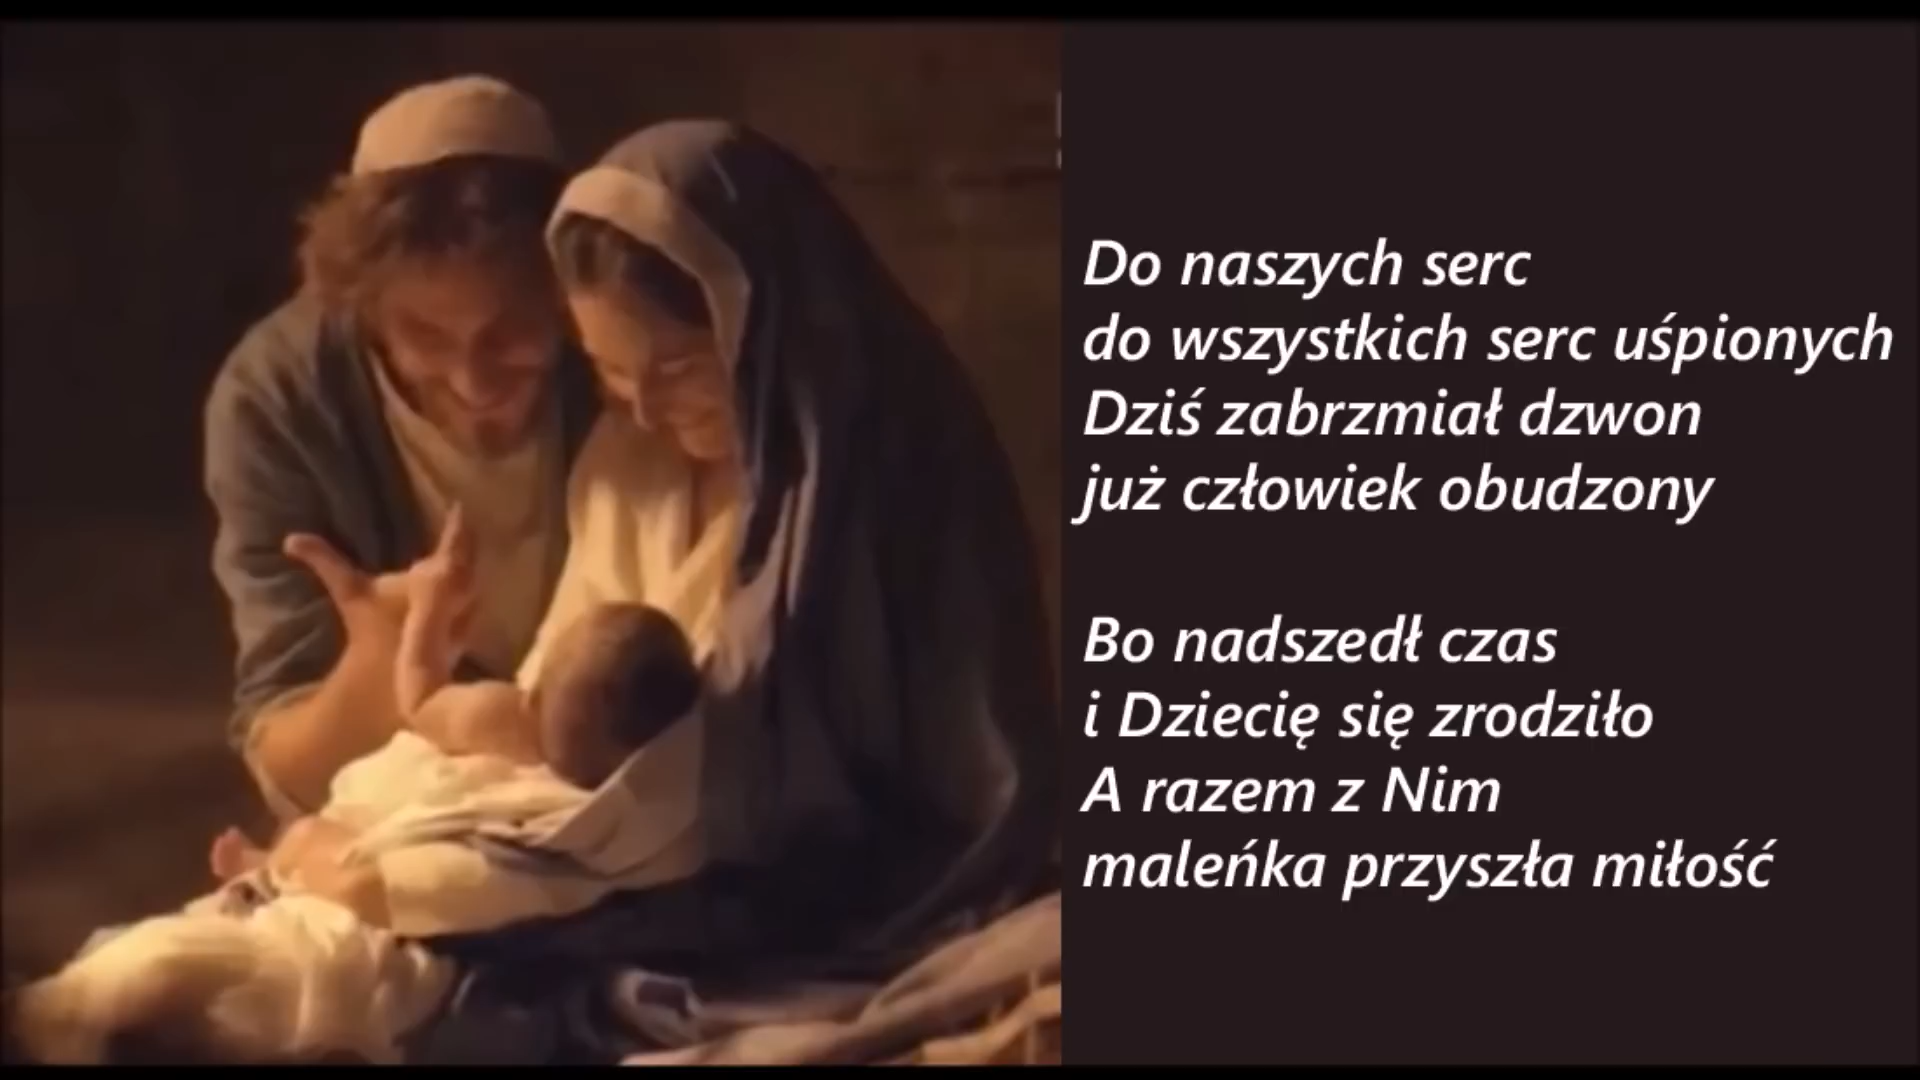 Do naszych serc
do wszystkich serc uśpionych
Dziś zabrzmiał dzwon
już człowiek obudzony
Bo nadszedł czas
i Dziecię się zrodziło
A razem z Nim
maleńka przyszła miłość